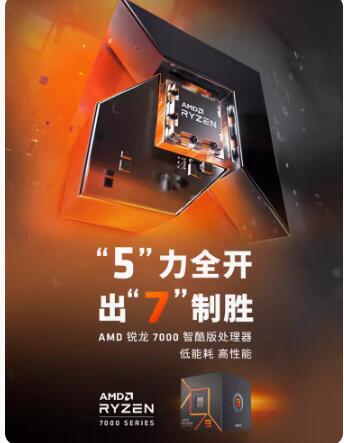 AMD
RYZEN
“5”力全开
出“7”制胜
AMD 锐龙 7000 智酷版处理器
低能耗 高性能
AMD
RYZEN
7000 SERIES
9